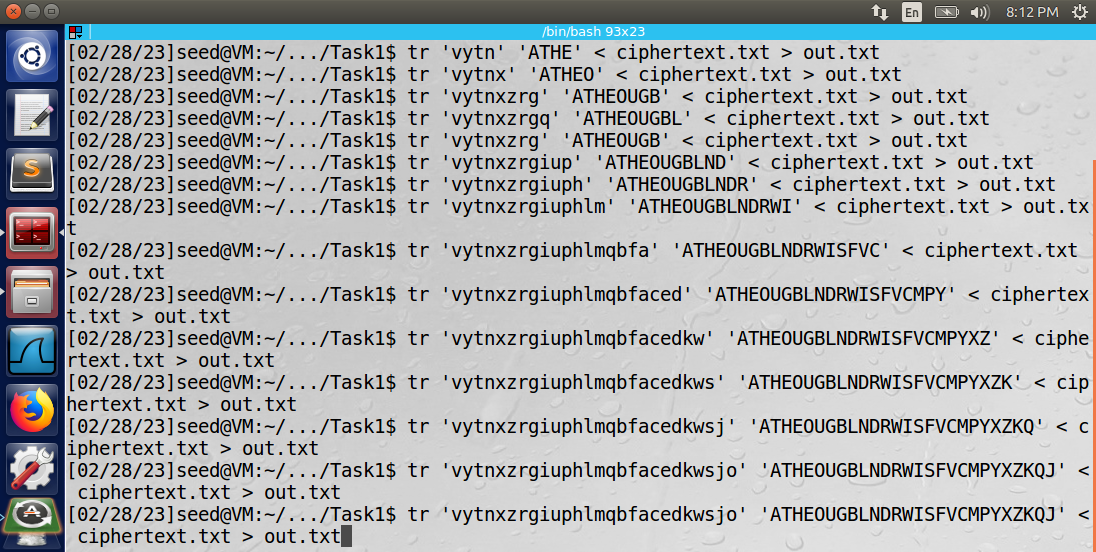 En 8:12 PM
/bin/bash 93x23
[02/28/23]seed@VM:~/.../Task1$ tr 'vytn' 'ATHE' < ciphertext.txt > out.txt
[02/28/23]seed@VM:~/.../Task1$ tr 'vytnx' 'ATHEO' < ciphertext.txt > out.txt
[02/28/23]seed@VM:~/.../Task1$ tr 'vytnxzrg' 'ATHEOUGB' < ciphertext.txt > out.txt
[02/28/23]seed@VM:~/.../Task1$ tr 'vytnxzrgq' 'ATHEOUGBL' < ciphertext.txt > out.txt
[02/28/23]seed@VM:~/.../Task1$ tr 'vytnxzrg' 'ATHEOUGB' < ciphertext.txt > out.txt
[02/28/23]seed@VM:~/.../Task1$ tr 'vytnxzrgiup' 'ATHEOUGBLND' < ciphertext.txt > out.txt
[02/28/23]seed@VM:~/.../Task1$ tr 'vytnxzrgiuph' 'ATHEOUGBLNDR' < ciphertext.txt > out.txt
[02/28/23]seed@VM:~/.../Task1$ tr 'vytnxzrgiuphlm' 'ATHEOUGBLNDRWI' < ciphertext.txt > out.tx
t
[02/28/23]seed@VM:~/.../Task1$ tr 'vytnxzrgiuphlmqbfa' 'ATHEOUGBLNDRWISFVC' < ciphertext.txt
> out.txt
[02/28/23]seed@VM:~/.../Task1$ tr 'vytnxzrgiuphlmqbfaced' 'ATHEOUGBLNDRWISFVCMPY' < ciphertex
t.txt > out.txt
[02/28/23]seed@VM:~/.../Task1$ tr 'vytnxzrgiuphlmqbfacedkw' 'ATHEOUGBLNDRWISFVCMPYXZ' < ciphe
rtext.txt > out.txt
[02/28/23]seed@VM:~/.../Task1$ tr 'vytnxzrgiuphlmqbfacedkws' 'ATHEOUGBLNDRWISFVCMPYXZK' < cip
hertext.txt > out.txt
[02/28/23]seed@VM:~/.../Task1$ tr 'vytnxzrgiuphlmqbfacedkwsj' 'ATHEOUGBLNDRWISFVCMPYXZKQ' < c
iphertext.txt > out.txt
[02/28/23]seed@VM:~/.../Task1$ tr 'vytnxzrgiuphlmqbfacedkwsjo' 'ATHEOUGBLNDRWISFVCMPYXZKQJ' <
 ciphertext.txt > out.txt
[02/28/23]seed@VM:~/.../Task1$ tr 'vytnxzrgiuphlmqbfacedkwsjo' 'ATHEOUGBLNDRWISFVCMPYXZKQJ' <
 ciphertext.txt > out.txt